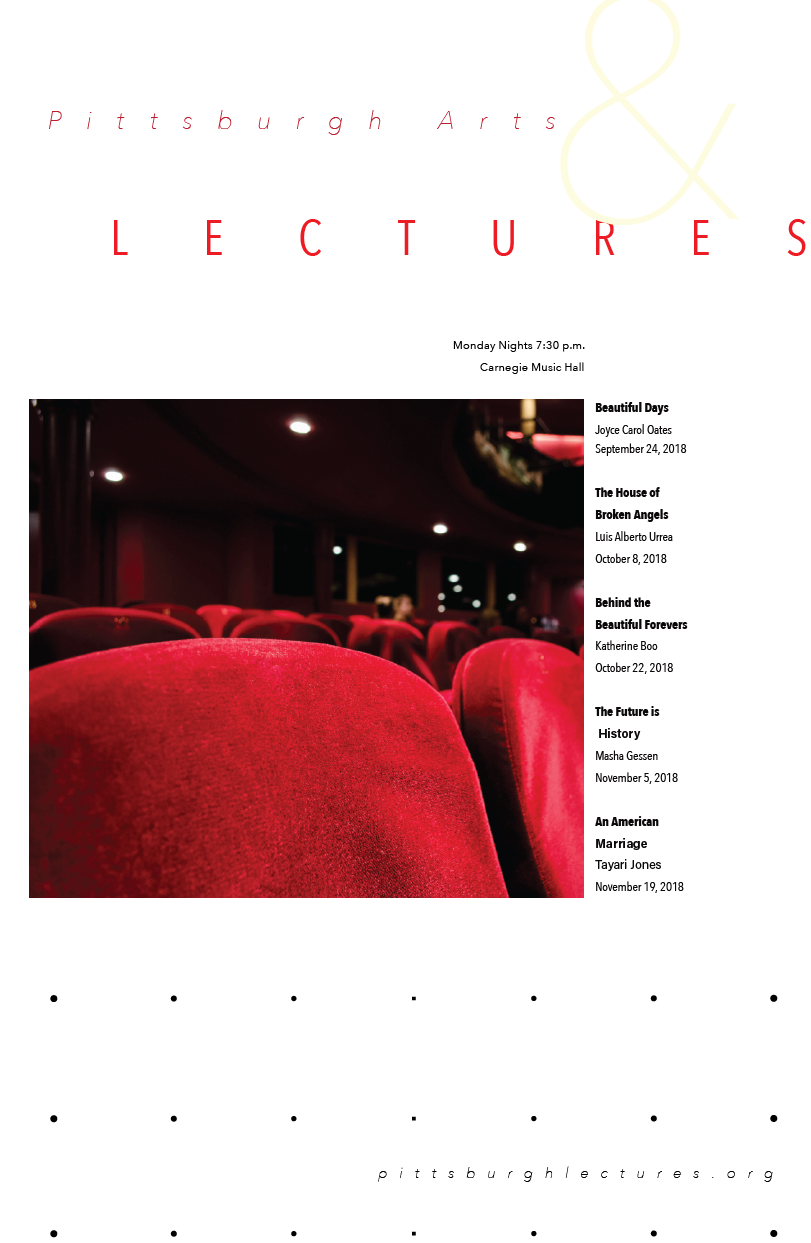 Pittsburgh Arts
&
LECTURES
Monday Nights 7:30 p.m.
Carnegie Music Hall
Beautiful Days
Joyce Carol Oates
September 24, 2018
The House of
Broken Angels
Luis Alberto Urrea
October 8, 2018
Behind the
Beautiful Forevers
Katherine Boo
October 22, 2018
The Future is
History
Masha Gessen
November 5, 2018
An American
Marriage
Tayari Jones
November 19, 2018
pittsburghlectures.org